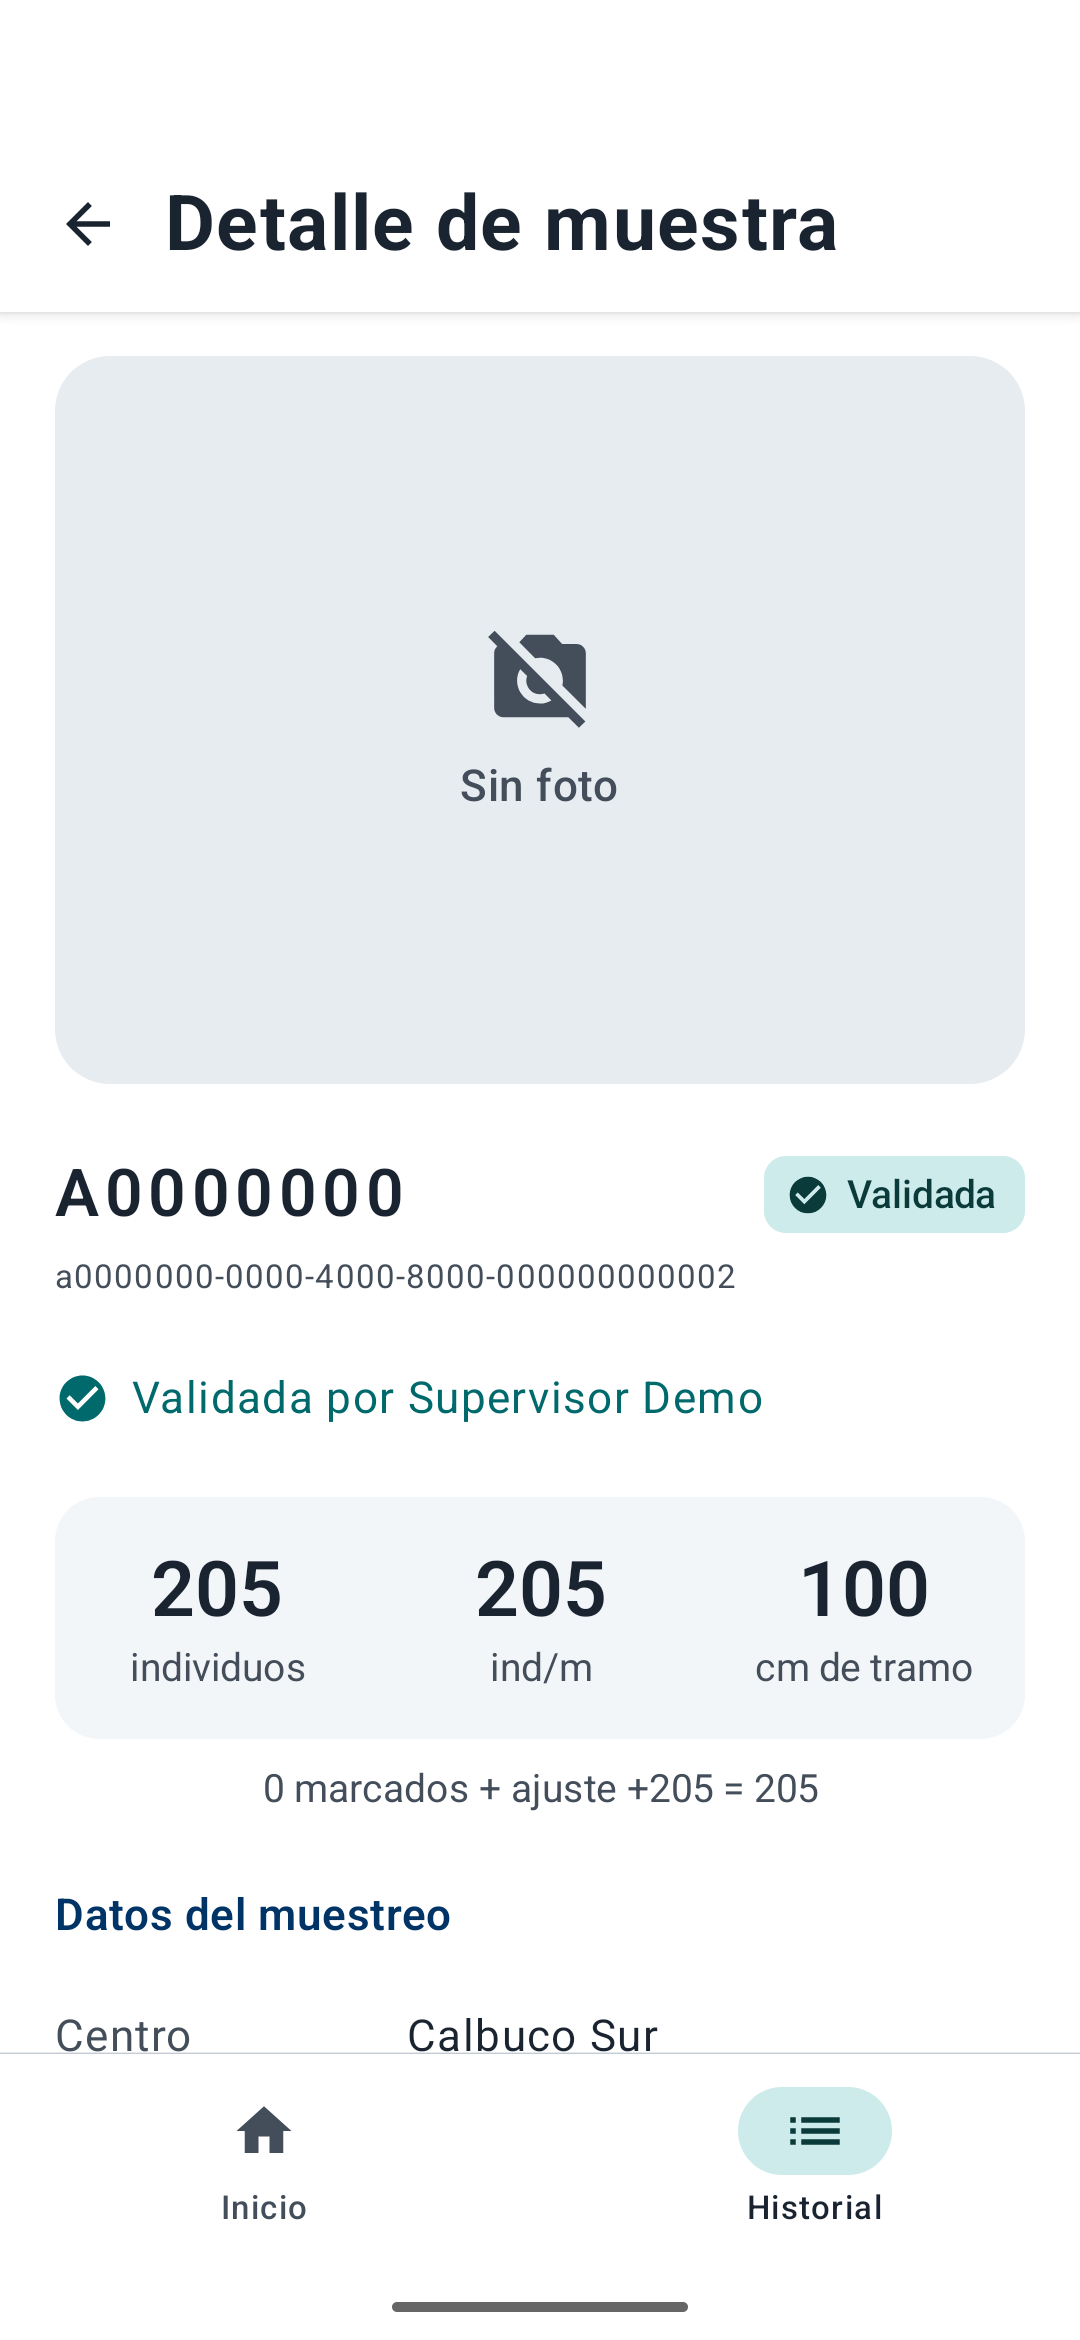 Detalle de muestra
Sin foto
A0000000
Validada
a0000000-0000-4000-8000-000000000002
Validada por Supervisor Demo
205 205 100
individuos ind/m cm de tramo
0 marcados + ajuste +205 = 205
Datos del muestreo
Centro Calbuco Sur
Inicio Historial